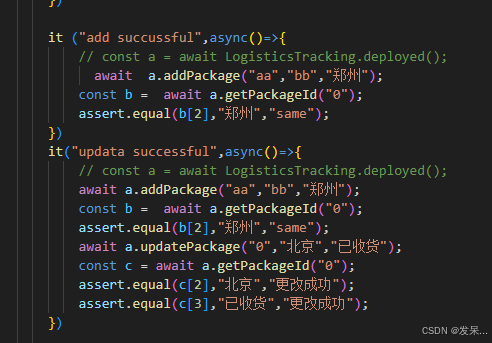 })
it ("add succussful",async()=>{
// const a = await LogisticsTracking.deployed();
await a.addPackage("aa","bb","郑州");
const b = await a.getPackageId("0");
assert.equal(b[2],"郑州","same");
})
it("updata successful",async()=>{
// const a = await LogisticsTracking.deployed();
await a.addPackage("aa","bb","郑州");
const b = await a.getPackageId("0");
assert.equal(b[2],"郑州","same");
await a.updatePackage("0","北京","已收货");
const c = await a.getPackageId("0");
assert.equal(c[2],"北京","更改成功");
assert.equal(c[3],"已收货","更改成功");
})
CSDN @发呆...